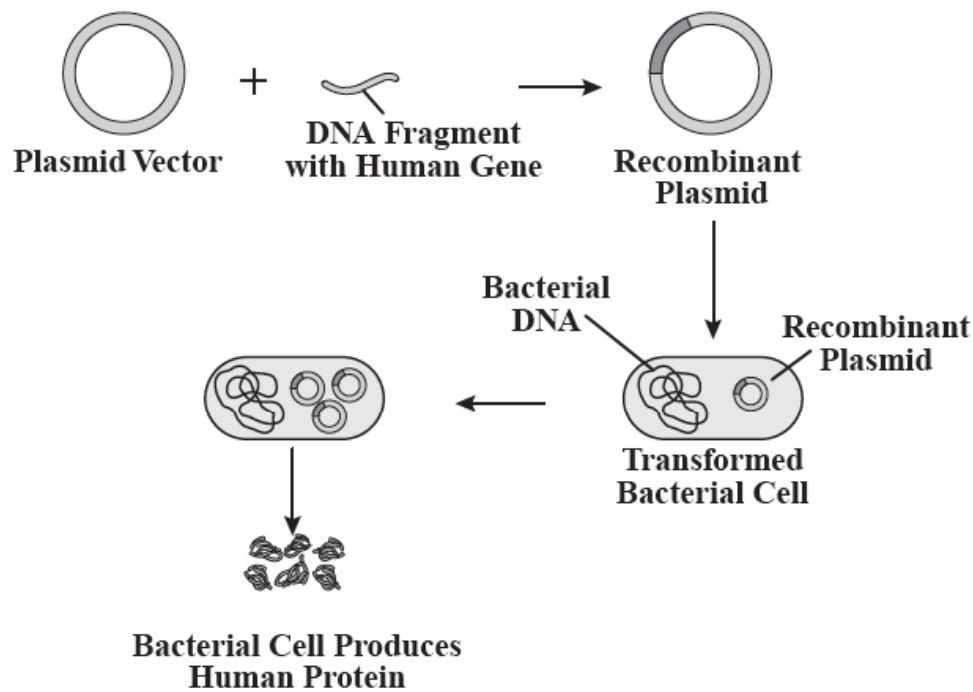 +
Plasmid Vector
DNA Fragment
with Human Gene
Recombinant
Plasmid
Bacterial
DNA
Recombinant
Plasmid
Transformed
Bacterial Cell
Bacterial Cell Produces
Human Protein